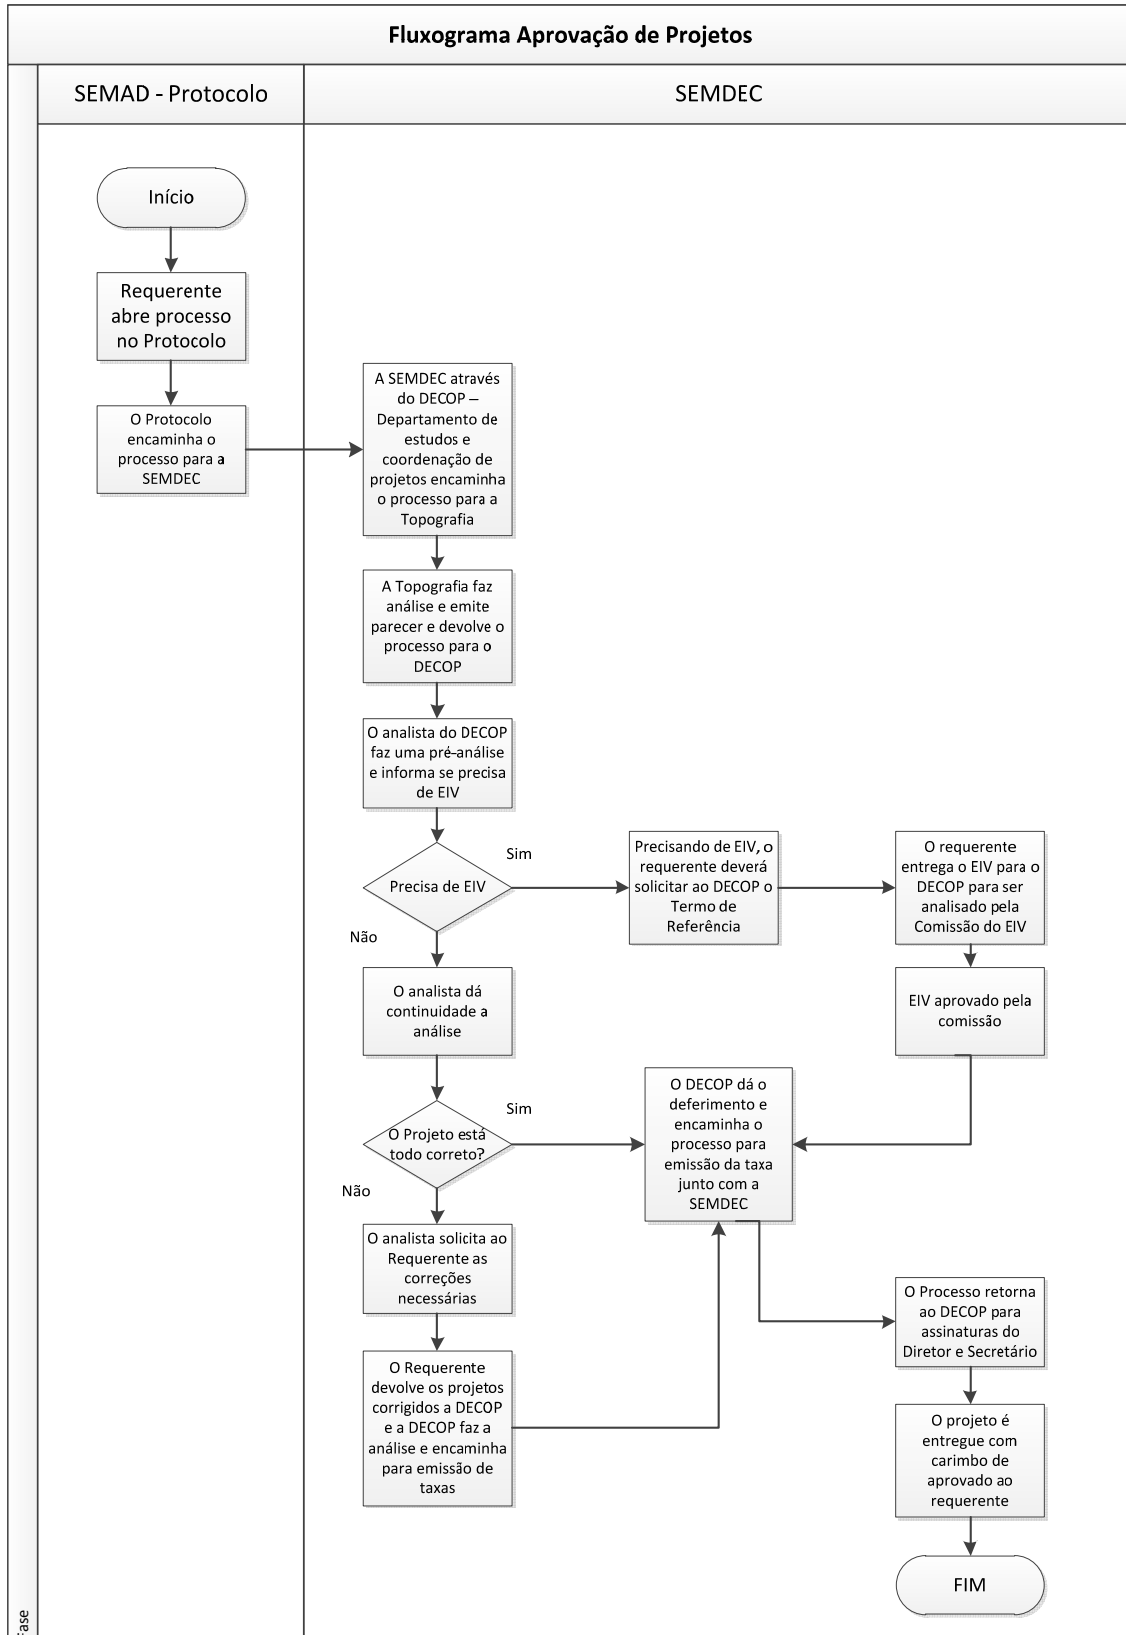 Fluxograma Aprovação de Projetos
SEMAD - Protocolo
SEMDEC
Início
Requerente
abre processo
no Protocolo
O Protocolo
encaminha o
processo para a
SEMDEC
A SEMDEC através
do DECOP –
Departamento de
estudos e
coordenação de
projetos encaminha
o processo para a
Topografia
A Topografia faz
análise e emite
parecer e devolve o
processo para o
DECOP
O analista do DECOP
faz uma pré-análise
e informa se precisa
de EIV
Precisa de EIV
Sim
Precisando de EIV, o
requerente deverá
solicitar ao DECOP o
Termo de
Referência
O requerente
entrega o EIV para o
DECOP para ser
analisado pela
Comissão do EIV
EIV aprovado pela
comissão
Não
O analista dá
continuidade a
análise
O Projeto está
todo correto?
Sim
O DECOP dá o
deferimento e
encaminha o
processo para
emissão da taxa
junto com a
SEMDEC
Não
O analista solicita ao
Requerente as
correções
necessárias
O Requerente
devolve os projetos
corrigidos a DECOP
e a DECOP faz a
análise e encaminha
para emissão de
taxas
O Processo retorna
ao DECOP para
assinaturas do
Diretor e Secretário
O projeto é
entregue com
carimbo de
aprovado ao
requerente
FIM
Fase